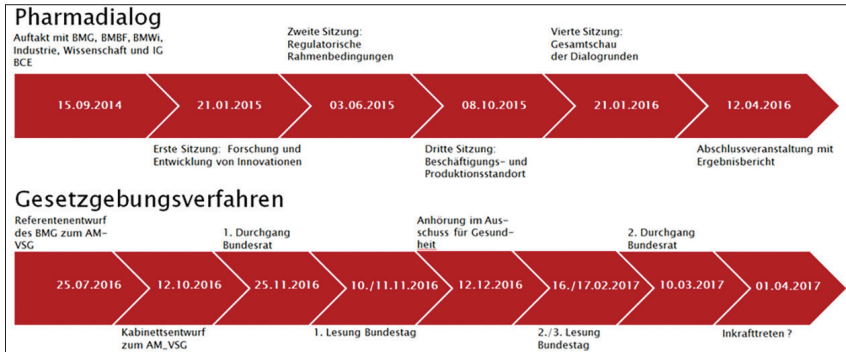 Pharmadialog
Auftakt mit BMG, BMBF, BMWi,
Industrie, Wissenschaft und IG
BCE
Zweite Sitzung:
Regulatorische
Rahmenbedingungen
Vierte Sitzung:
Gesamtschau
der Dialogrunden
15.09.2014
21.01.2015
03.06.2015
08.10.2015
21.01.2016
12.04.2016
Erste Sitzung: Forschung und
Entwicklung von Innovationen
Dritte Sitzung:
Beschäftigungs- und
Produktionsstandort
Abschlussveranstaltung mit
Ergebnisbericht
Gesetzgebungsverfahren
Referentenentwurf
des BMG zum AM-
VSG
1. Durchgang
Bundesrat
Anhörung im Aus-
schuss für Gesund-
heit
2. Durchgang
Bundesrat
25.07.2016
12.10.2016
25.11.2016
10./11.11.2016
12.12.2016
16./17.02.2017
10.03.2017
01.04.2017
Kabinettsentwurf
zum AM_VSG
1. Lesung Bundestag
2./3. Lesung
Bundestag
Inkrafttreten ?